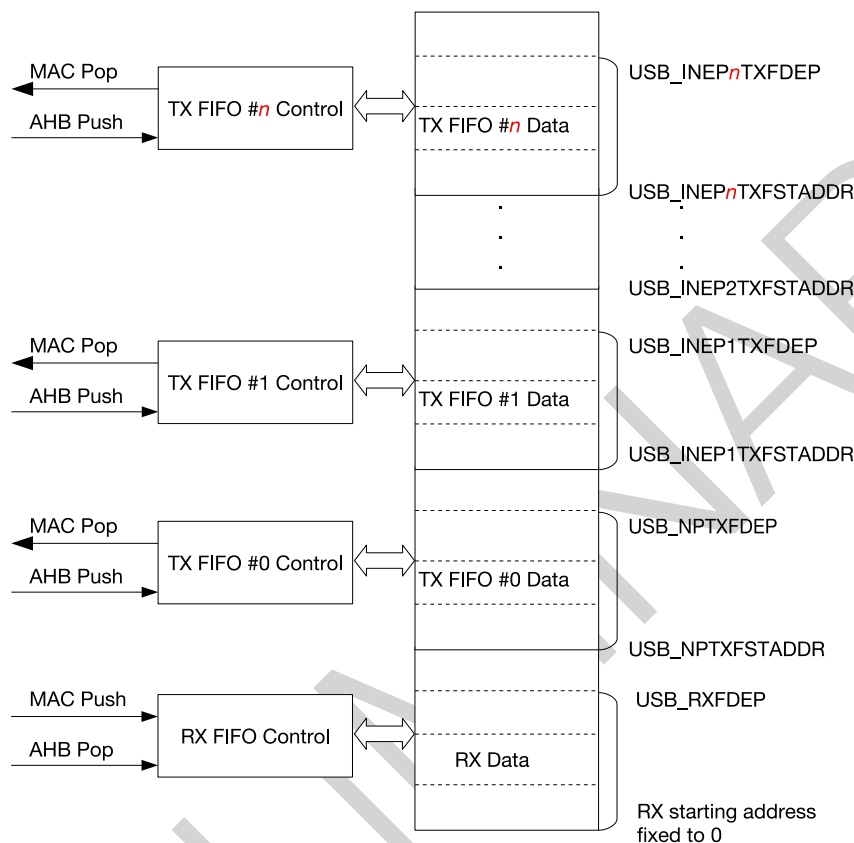 USB_INEPnTXFDEP
MAC Pop
TX FIFO #n Control
AHB Push
TX FIFO #n Data
USB_INEPnTXFSTADDR
USB_INEP2TXFSTADDR
USB_INEP1TXFDEP
MAC Pop
TX FIFO #1 Control
AHB Push
TX FIFO #1 Data
USB_INEP1TXFSTADDR
MAC Pop
USB_NPTXFDEP
TX FIFO #0 Control
AHB Push
TX FIFO #0 Data
USB_NPTXFSTADDR
MAC Push
USB_RXFDEP
RX FIFO Control
AHB Pop
RX Data
RX starting address
fixed to 0